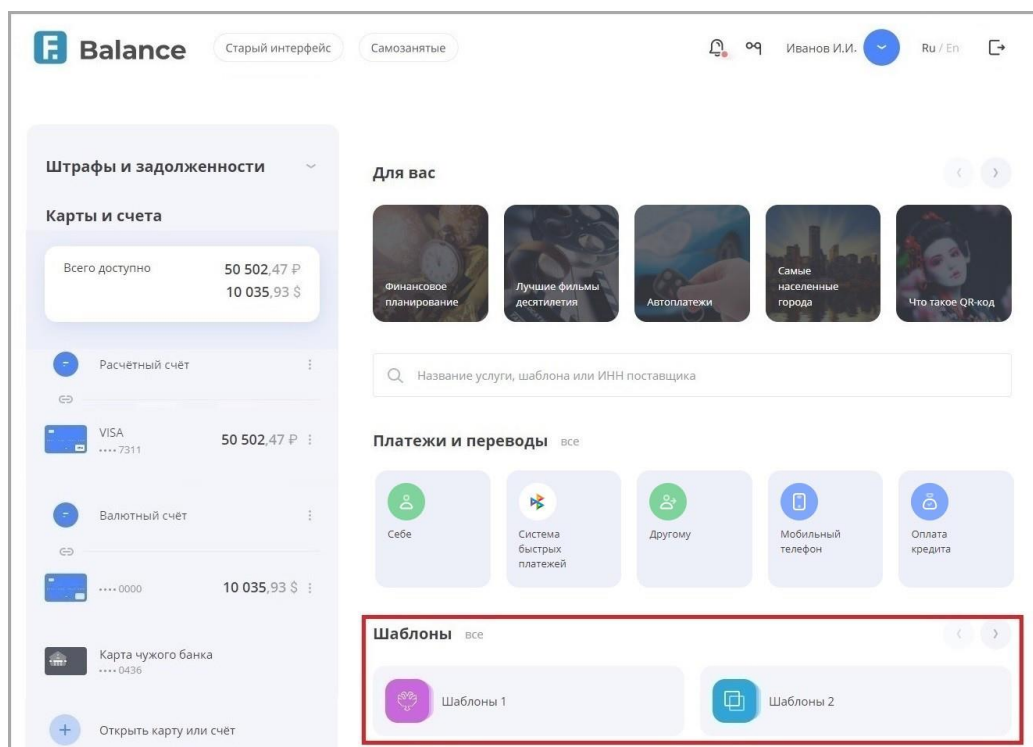 F. Balance
Старый интерфейс
Самозанятые
Иванов И.И.
Ru / En
Штрафы и задолженности
Карты и счета
Всего доступно
50 502,47 ₽
10 035,93 $
Расчётный счёт
VISA
50 502,47 ₽
•••• 7311
Валютный счёт
•••• 0000
10 035,93 $
Карта чужого банка
•••• 0436
Открыть карту или счёт
Для вас
Финансовое
планирование
Лучшие фильмы
десятилетия
Автоплатежи
Самые
населенные
города
Что такое QR-код
Название услуги, шаблона или ИНН поставщика
Платежи и переводы все
Себе
Система
быстрых
платежей
Другому
Мобильный
телефон
Оплата
кредита
Шаблоны все
Шаблоны 1
Шаблоны 2